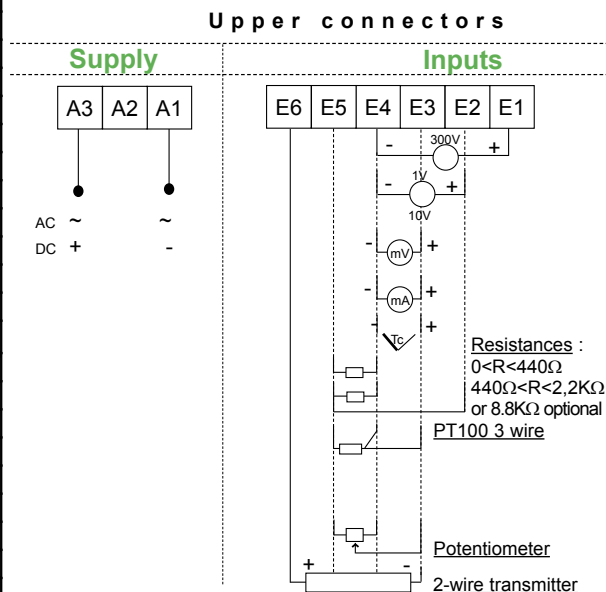 Upper connectors
Supply
Inputs
A3 A2 A1
E6 E5 E4 E3 E2 E1
- 300V +
- 1V +
10V
AC ~ ~
DC + -
- mV +
- mA +
- Tc +
Resistances :
0<R<440Ω
440Ω<R<2,2KΩ
or 8.8KΩ optional
PT100 3 wire
Potentiometer
+ -
2-wire transmitter